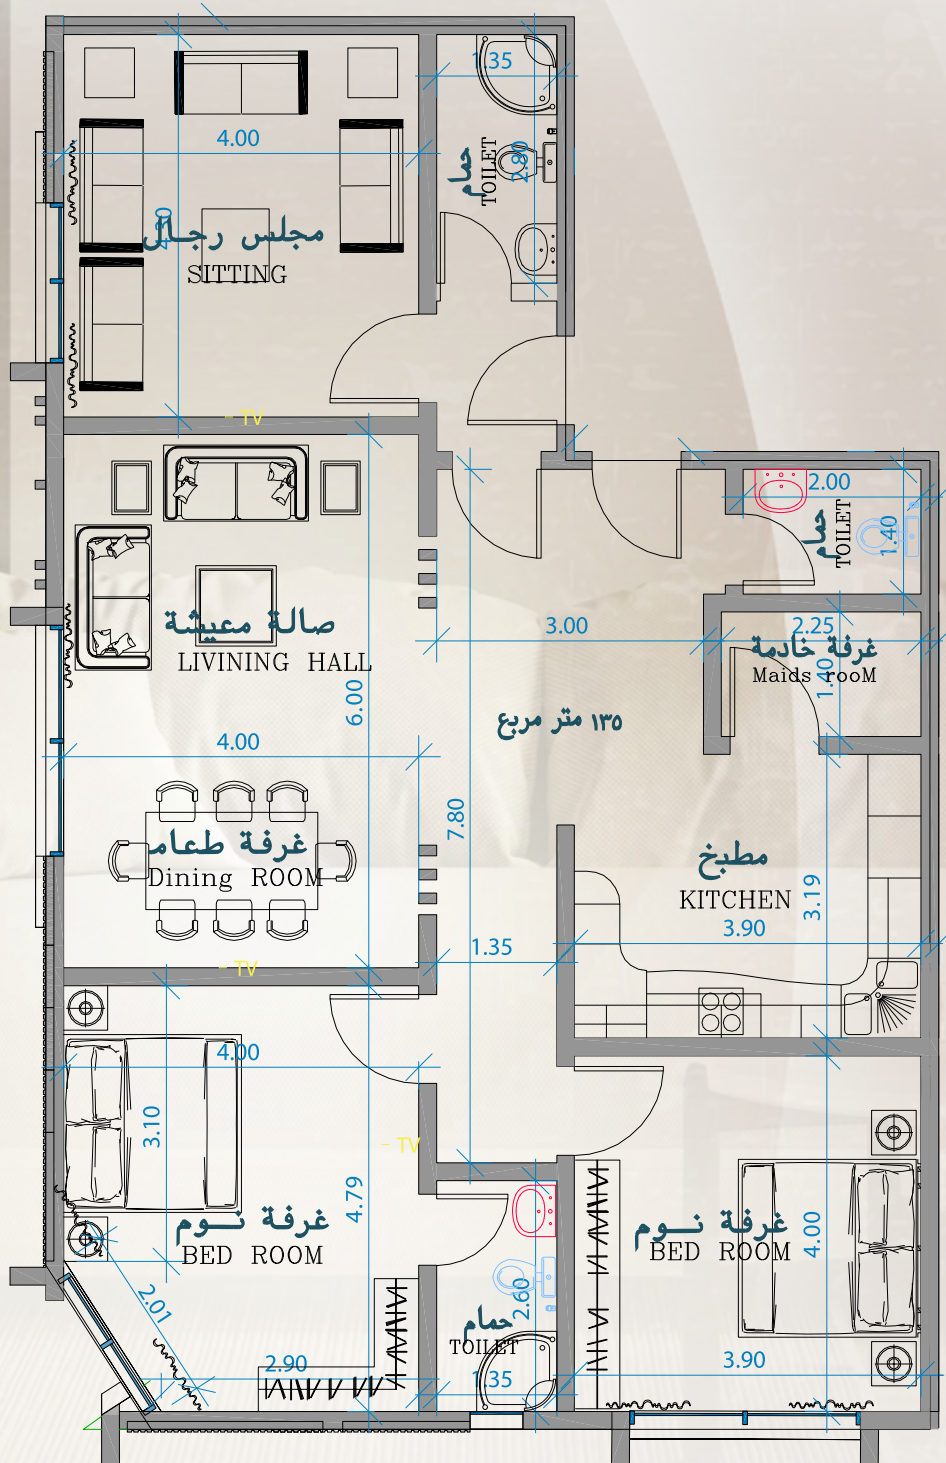 1.35
4.00
حمام
TOILET
2.80
4.30
مجلس رجال
SITTING
- TV
2.00
حمام
TOILET
1.40
صالة معيشة
LIVINING HALL
3.00
2.25
غرفة خادمة
Maids rooM
1.40
6.00
١٣٥ متر مربع
4.00
7.80
غرفة طعام
Dining ROOM
مطبخ
KITCHEN
3.19
3.90
1.35
- TV
4.00
3.10
- TV
4.79
غرفة نــوم
BED ROOM
غرفة نــوم
BED ROOM
4.00
2.01
2.60
حمام
TOILET
2.90
1.35
3.90